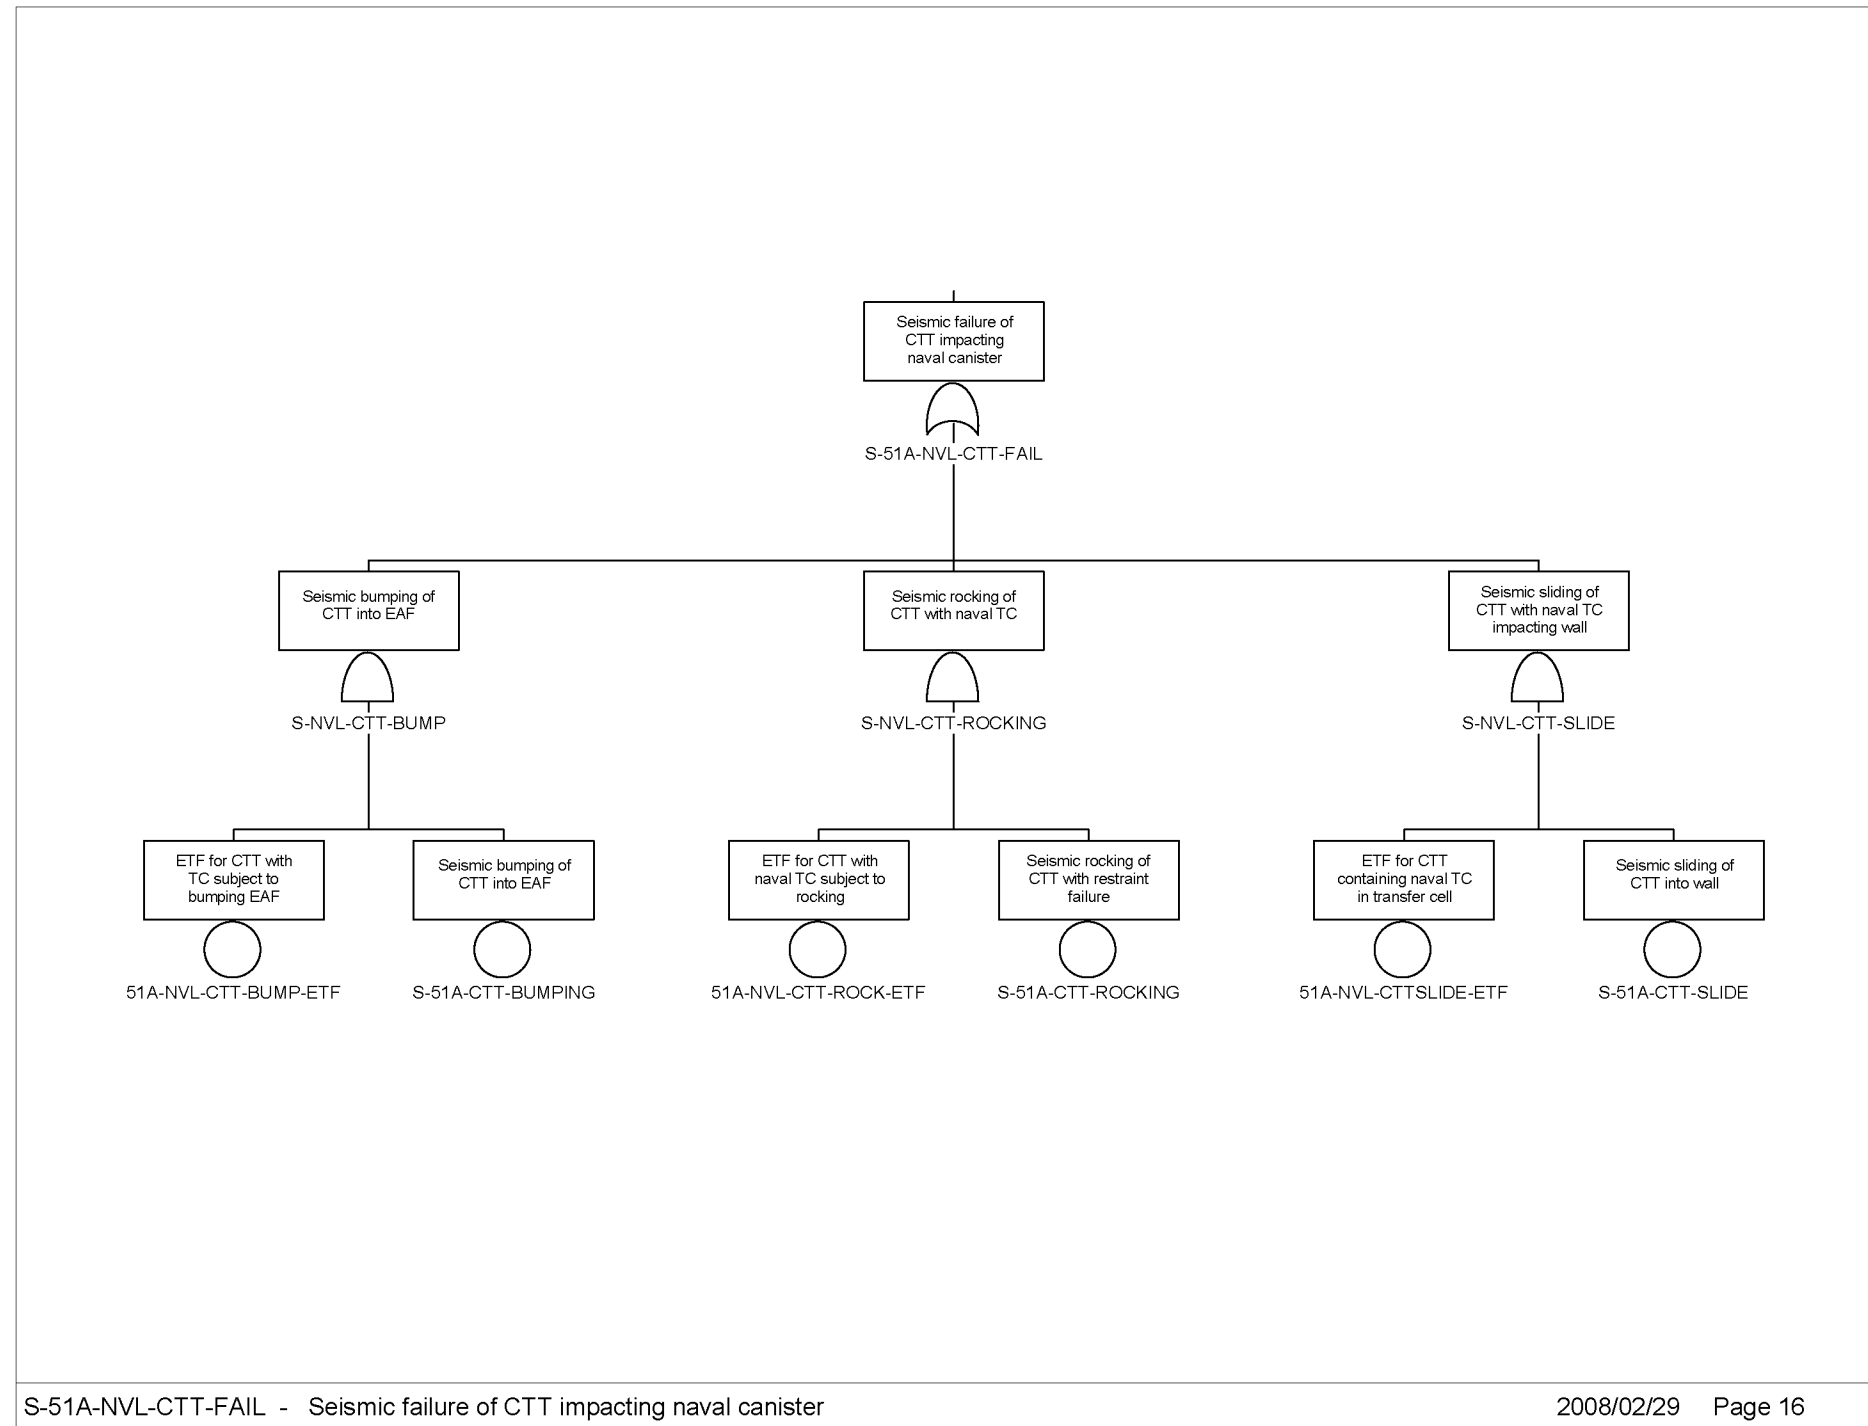 Seismic failure of
CTT impacting
naval canister
S-51A-NVL-CTT-FAIL
Seismic bumping of
CTT into EAF
S-NVL-CTT-BUMP
Seismic rocking of
CTT with naval TC
S-NVL-CTT-ROCKING
Seismic sliding of
CTT with naval TC
impacting wall
S-NVL-CTT-SLIDE
ETF for CTT with
TC subject to
bumping EAF
51A-NVL-CTT-BUMP-ETF
Seismic bumping of
CTT into EAF
S-51A-CTT-BUMPING
ETF for CTT with
naval TC subject to
rocking
51A-NVL-CTT-ROCK-ETF
Seismic rocking of
CTT with restraint
failure
S-51A-CTT-ROCKING
ETF for CTT
containing naval TC
in transfer cell
51A-NVL-CTTSLIDE-ETF
Seismic sliding of
CTT into wall
S-51A-CTT-SLIDE
S-51A-NVL-CTT-FAIL - Seismic failure of CTT impacting naval canister 2008/02/29 Page 16